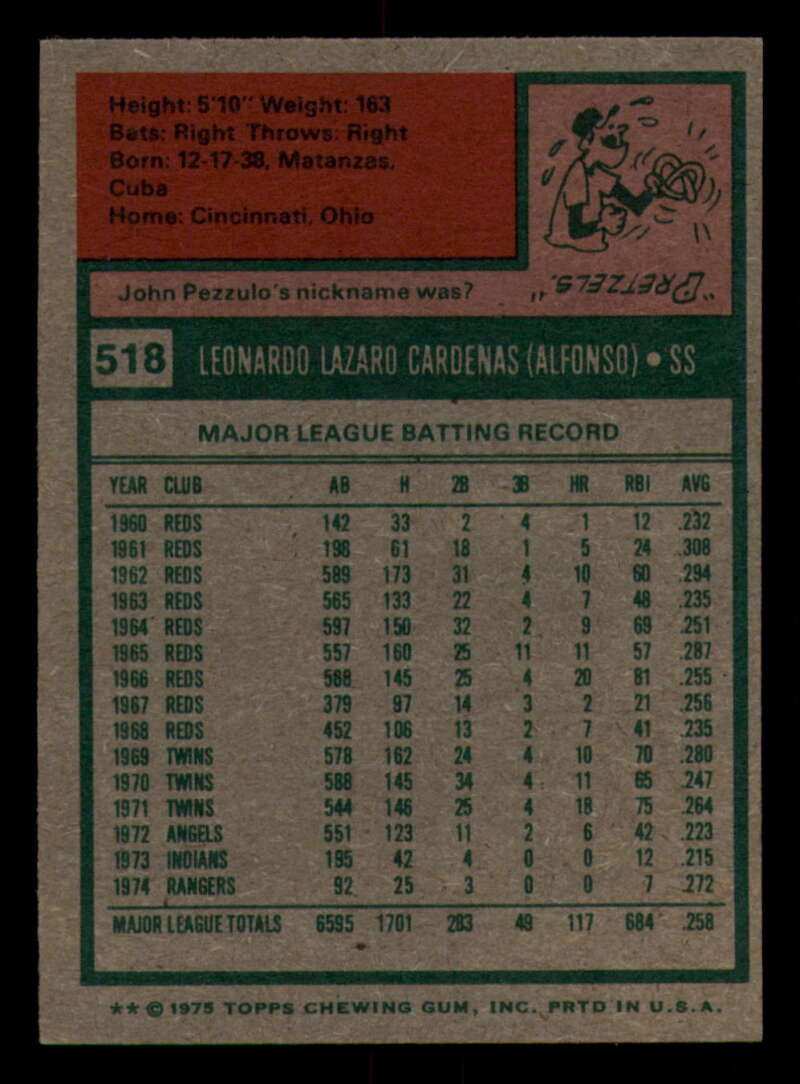 Height: 5'10" Weight: 163
Bats: Right Throws: Right
Born: 12-17-38, Matanzas,
Cuba
Home: Cincinnati, Ohio
John Pezzulo's nickname was?
"PRETZELS."
518 LEONARDO LAZARO CARDENAS (ALFONSO) • SS
MAJOR LEAGUE BATTING RECORD
YEAR CLUB AB H 2B 3B HR RBI AVG
1960 REDS 142 33 2 4 1 12 .232
1961 REDS 198 61 18 1 5 24 .308
1962 REDS 589 173 31 4 10 60 .294
1963 REDS 565 133 22 4 7 48 .235
1964 REDS 597 150 32 2 9 69 .251
1965 REDS 557 160 25 11 11 57 .287
1966 REDS 568 145 25 4 20 81 .255
1967 REDS 379 97 14 3 2 21 .256
1968 REDS 452 106 13 2 7 41 .235
1969 TWINS 578 162 24 4 10 70 .280
1970 TWINS 588 145 34 4 11 65 .247
1971 TWINS 544 146 25 4 18 75 .264
1972 ANGELS 551 123 11 2 6 42 .223
1973 INDIANS 195 42 4 0 0 12 .215
1974 RANGERS 92 25 3 0 0 7 .272
MAJOR LEAGUE TOTALS 6595 1701 283 49 117 684 .258
** © 1975 TOPPS CHEWING GUM, INC. PRTD IN U.S.A.